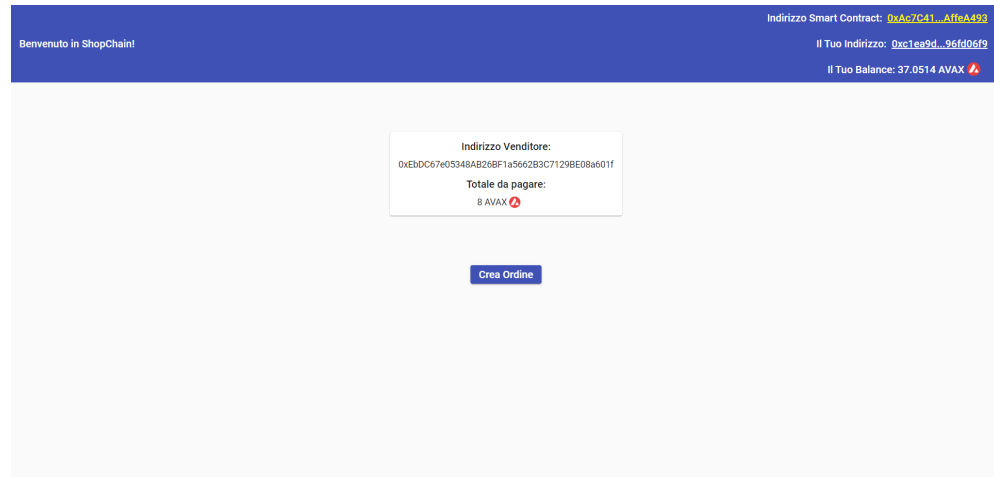 Indirizzo Smart Contract: 0xAc7C41...AffeA493
Benvenuto in ShopChain!
Il Tuo Indirizzo: 0xc1ea9d...96fd06f9
Il Tuo Balance: 37.0514 AVAX
Indirizzo Venditore:
0xEbDC67e05348AB26BF1a5662B3C7129BE08a601f
Totale da pagare:
8 AVAX
Crea Ordine